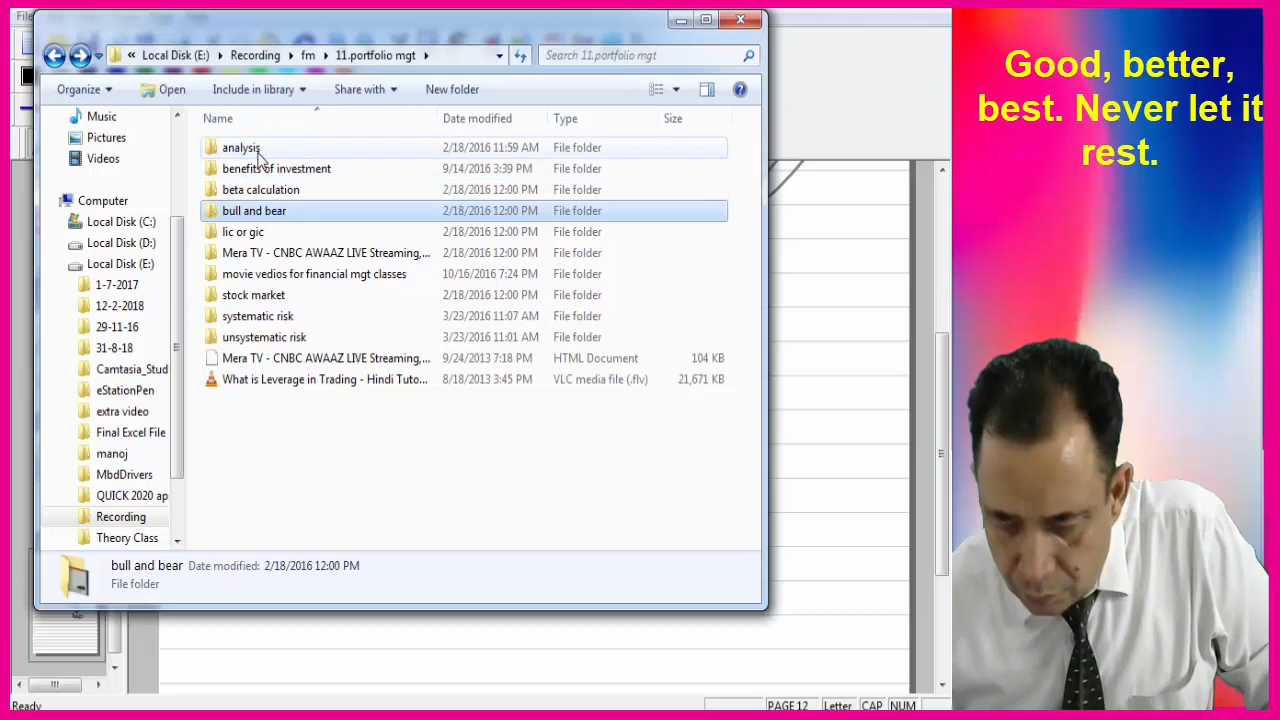 File
Local Disk (E:) Recording fm 11.portfolio mgt
Search 11.portfolio mgt
Organize Open Include in library Share with New folder
Name Date modified Type Size
Music
Pictures
Videos
Computer
Local Disk (C:)
Local Disk (D:)
Local Disk (E:)
1-7-2017
12-2-2018
29-11-16
31-8-18
Camtasia_Stud
eStationPen
extra video
Final Excel File
manoj
MbdDrivers
QUICK 2020 ap
Recording
Theory Class
analysis 2/18/2016 11:59 AM File folder
benefits of investment 9/14/2013 3:39 PM File folder
beta calculation 2/18/2016 12:00 PM File folder
bull and bear 2/18/2016 12:00 PM File folder
lic or gic 2/18/2016 12:00 PM File folder
Mera TV - CNBC AWAAZ LIVE Streaming,... 2/18/2016 12:00 PM File folder
movie vedios for financial mgt classes 10/16/2016 7:24 PM File folder
stock market 2/18/2016 12:00 PM File folder
systematic risk 3/23/2016 11:07 AM File folder
unsystematic risk 3/23/2016 11:01 AM File folder
Mera TV - CNBC AWAAZ LIVE Streaming,... 9/24/2013 7:18 PM HTML Document 104 KB
What is Leverage in Trading - Hindi Tuto... 8/18/2013 3:45 PM VLC media file (.flv) 21,671 KB
bull and bear Date modified: 2/18/2016 12:00 PM
File folder
Ready
PAGE 12 Letter CAP NUM
Good, better,
best. Never let it
rest.